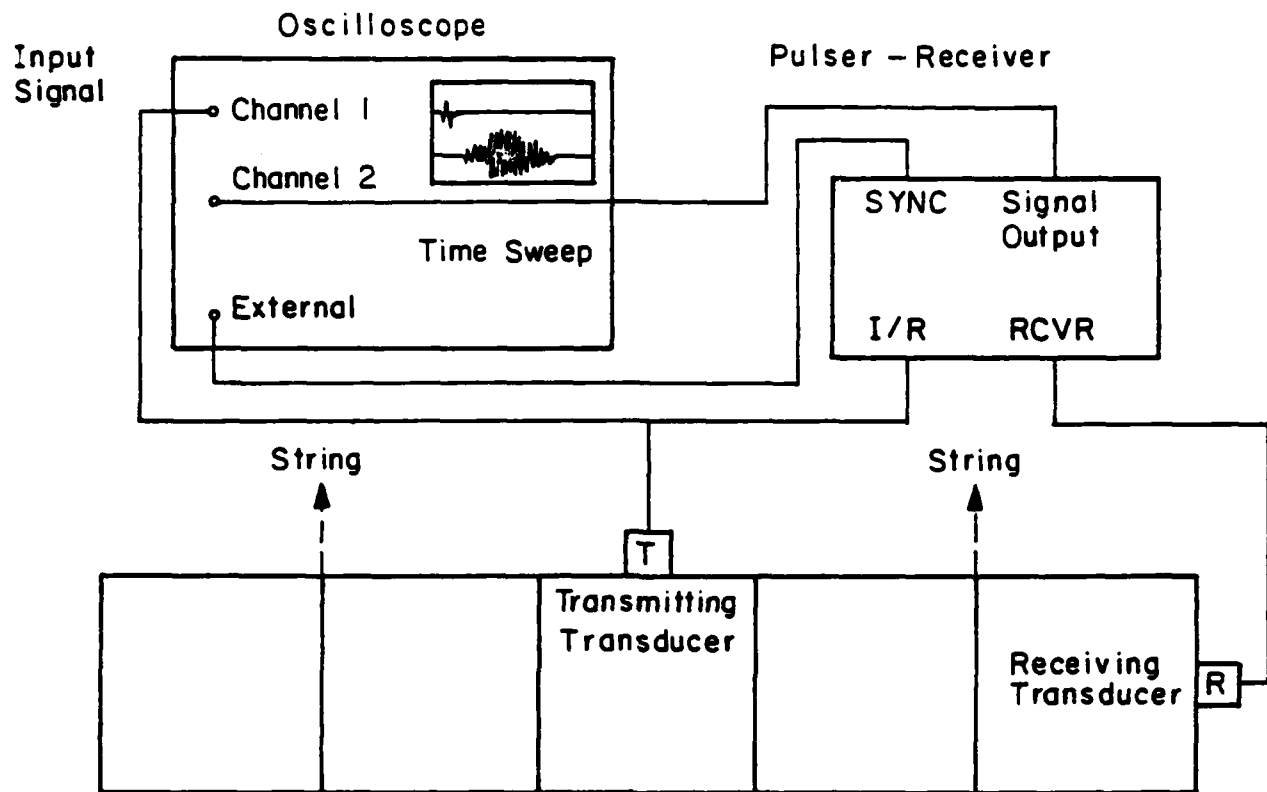 Oscilloscope
Input
Signal
Pulser – Receiver
Channel 1
Channel 2
Time Sweep
External
SYNC
Signal
Output
I/R
RCVR
String
String
T
Transmitting
Transducer
Receiving
Transducer
R